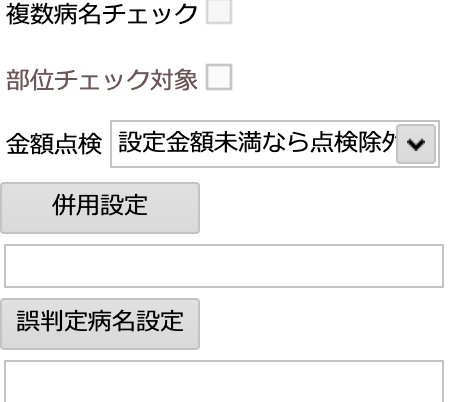 複数病名チェック
部位チェック対象
金額点検 設定金額未満なら点検除外
併用設定
誤判定病名設定